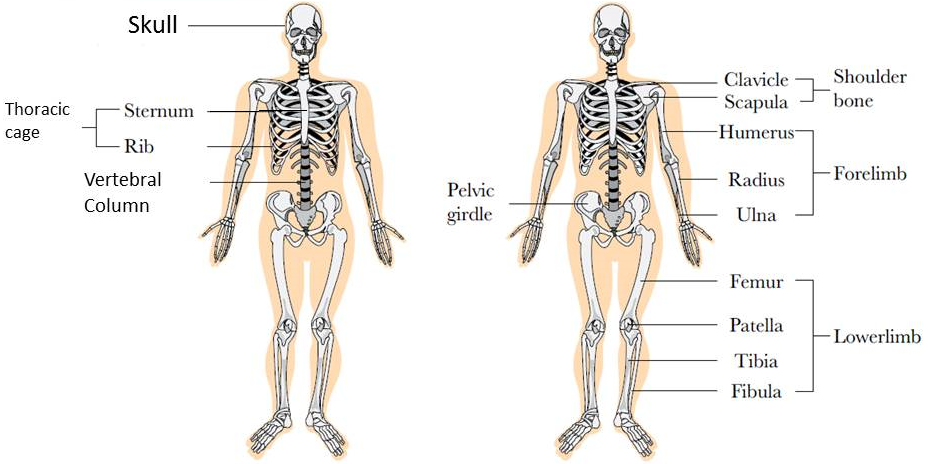 Skull
Thoracic
cage
Sternum
Rib
Vertebral
Column
Clavicle
Scapula
Shoulder
bone
Humerus
Radius
Ulna
Forelimb
Pelvic
girdle
Femur
Patella
Tibia
Fibula
Lowerlimb